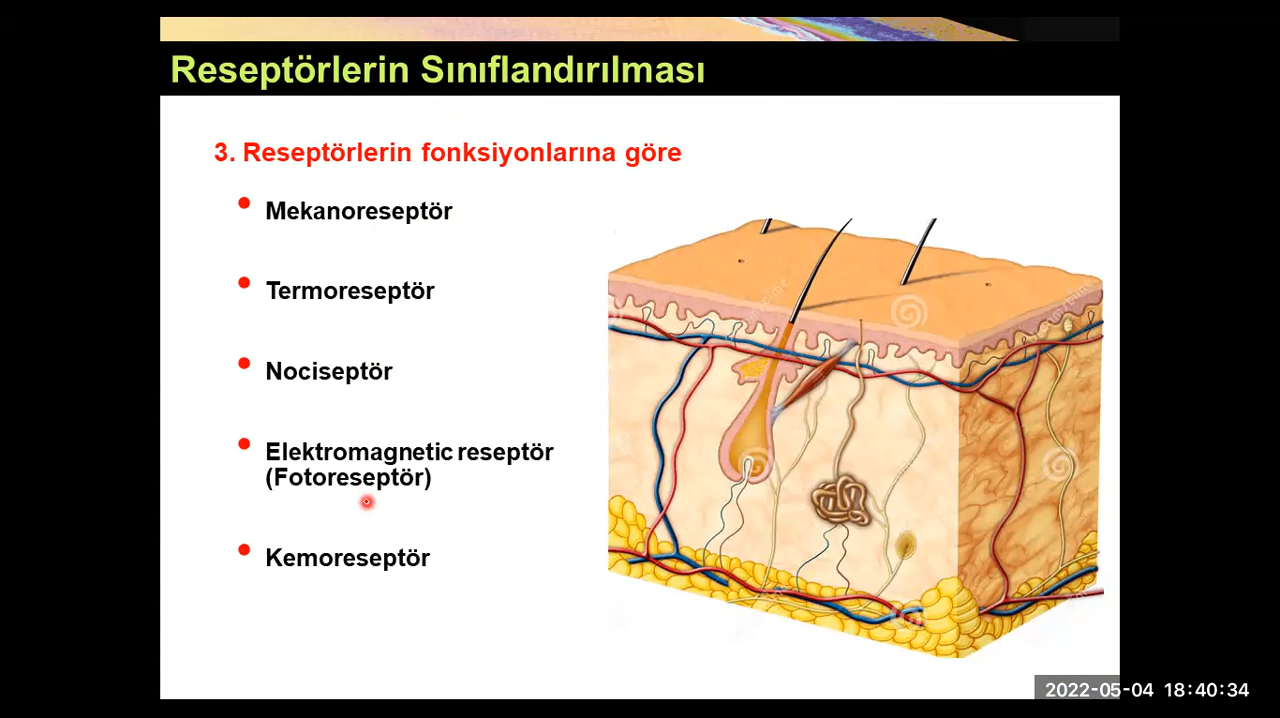 Reseptörlerin Sınıflandırılması
3. Reseptörlerin fonksiyonlarına göre
Mekanoreseptör
Termoreseptör
Nociseptör
Elektromagnetic reseptör
(Fotoreseptör)
Kemoreseptör
2022-05-04 18:40:34